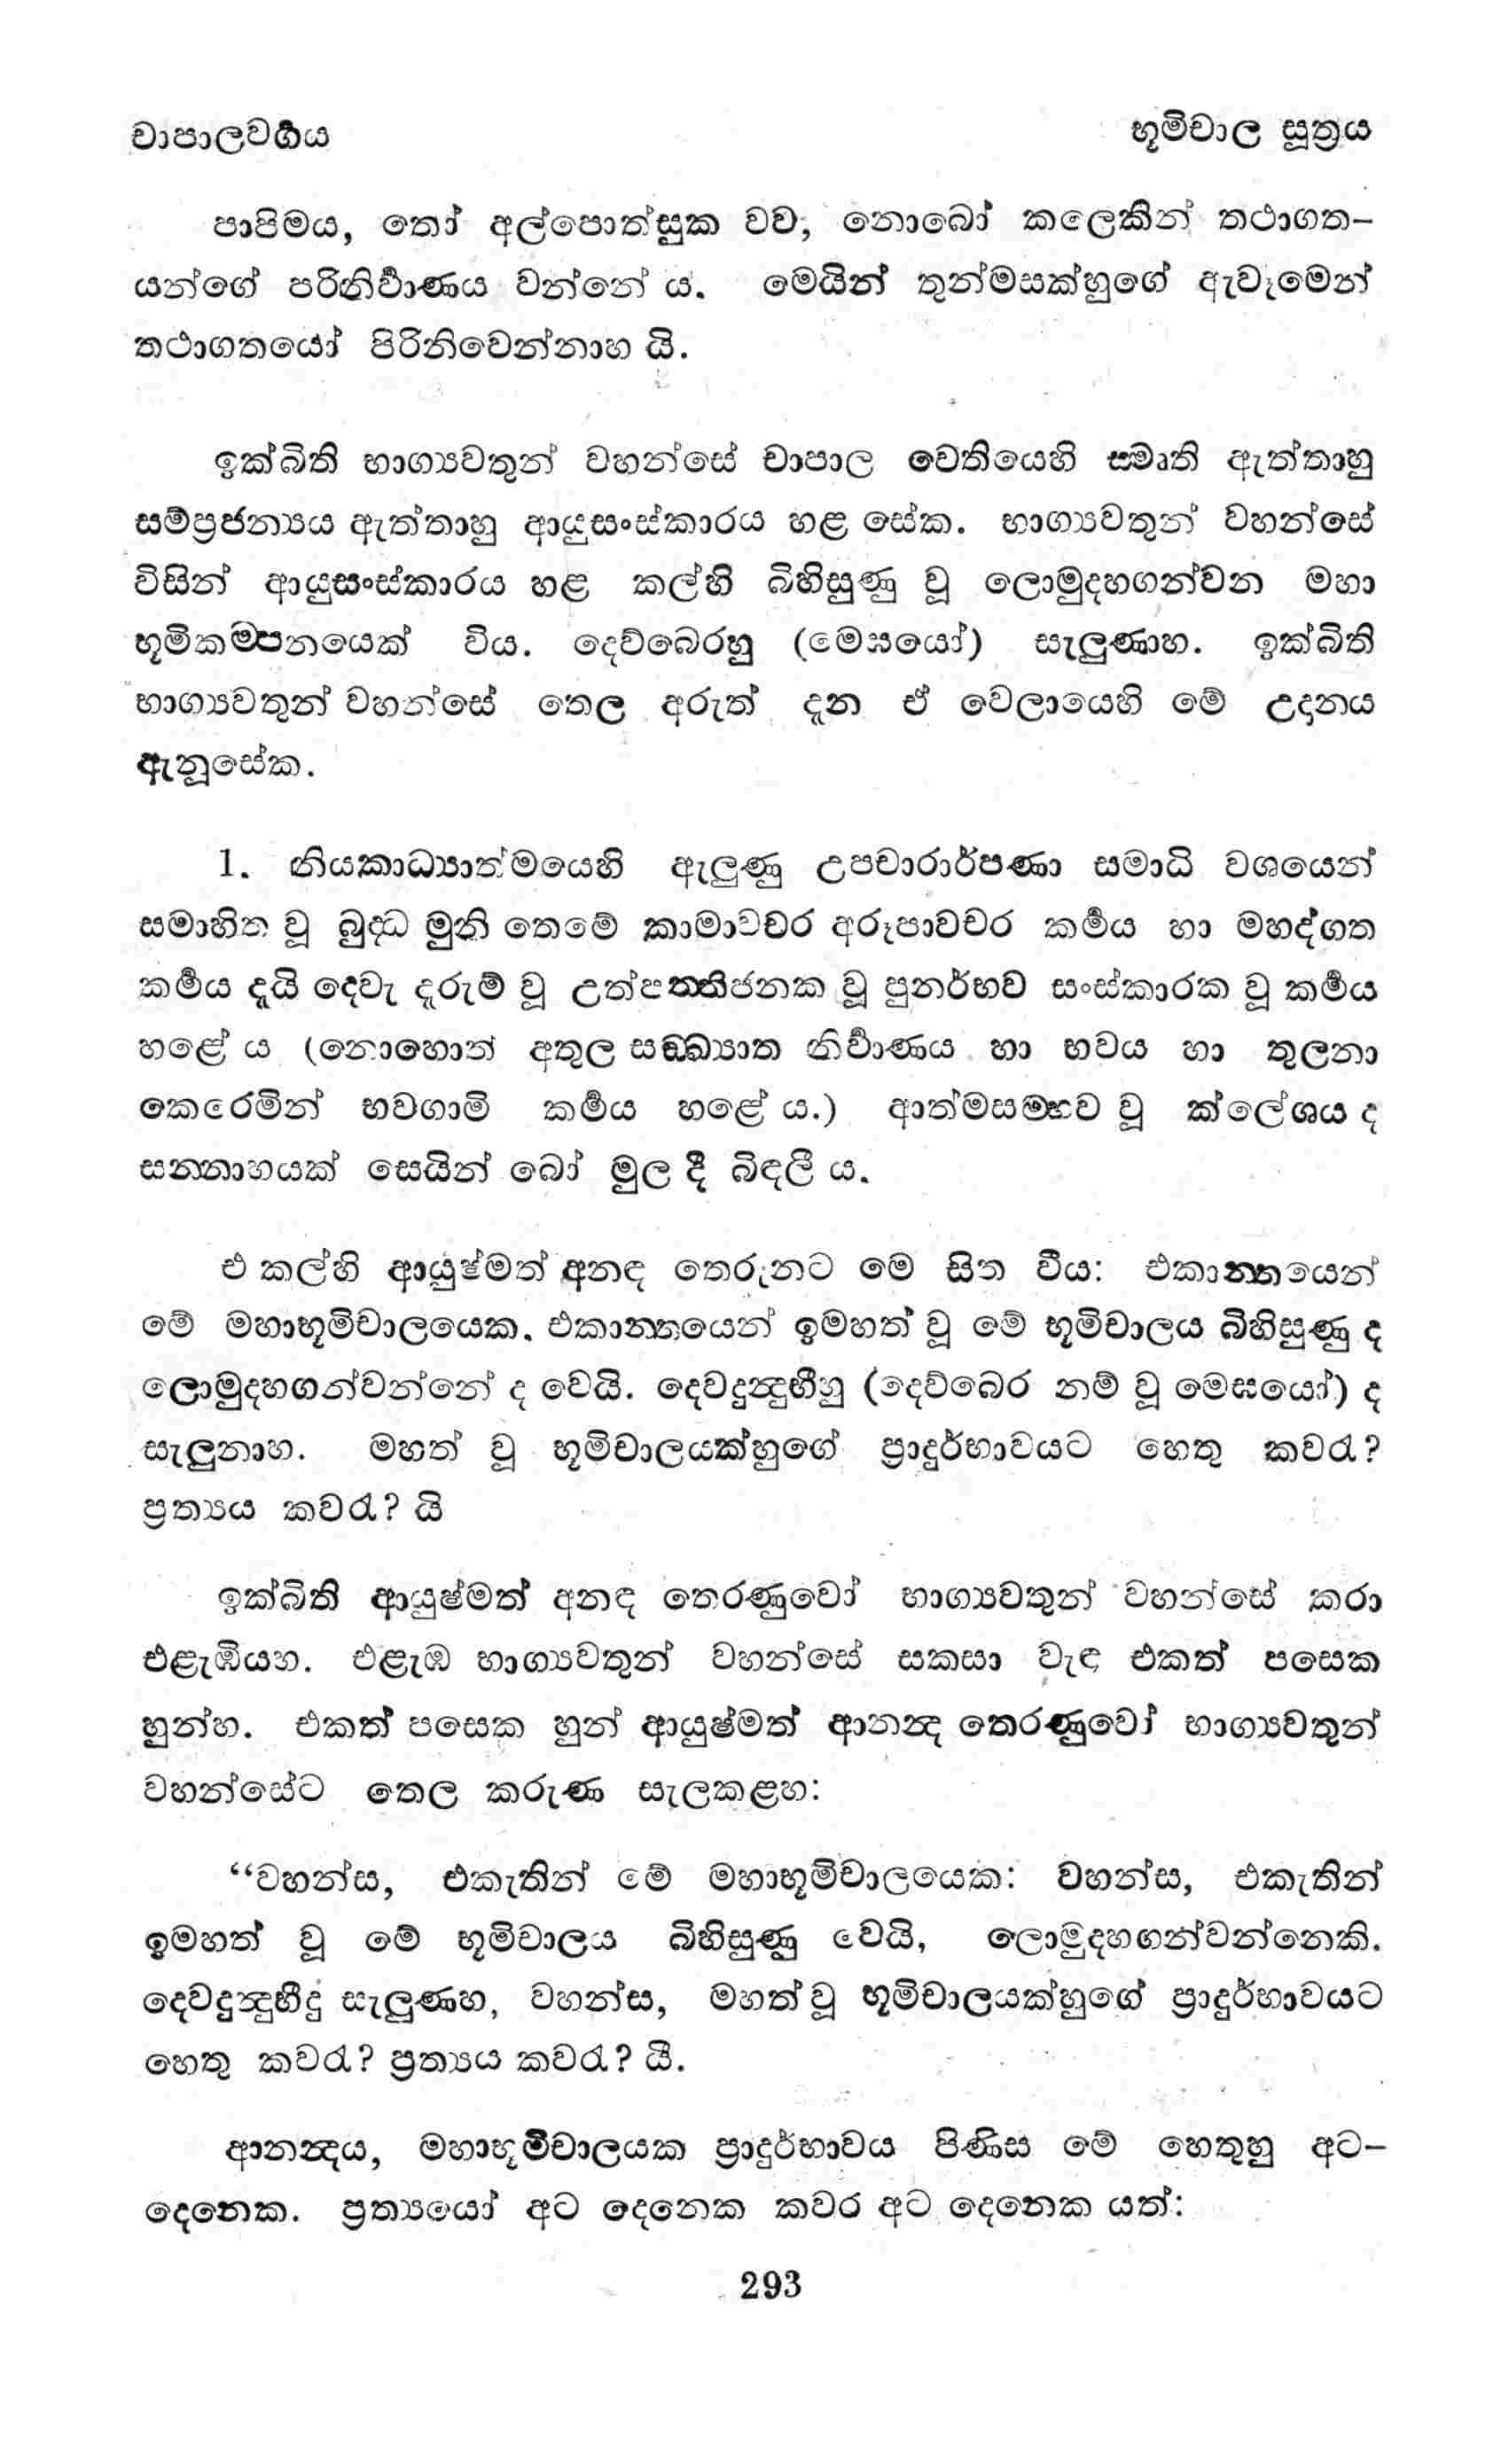 චාපාලවර්‍ගය
භූමිචාල සූත්‍රය
පාපිමය, තෝ අල්පොත්සුක වව, නොබෝ කලෙකින් තථාගත-
යන්ගේ පරිනිර්‍වාණය වන්නේ ය. මෙයින් තුන්මසක්හුගේ ඇවෑමෙන්
තථාගතයෝ පිරිනිවෙන්නාහ යි.
ඉක්බිති භාග්‍යවතුන් වහන්සේ චාපාල වෙතියෙහි සමෘති ඇත්තාහු
සම්ප්‍රජන්‍යය ඇත්තාහු ආයුසංස්කාරය හළ සේක. භාග්‍යවතුන් වහන්සේ
විසින් ආයුසංස්කාරය හළ කල්හි බිහිසුණු වූ ලොමුදහගන්වන මහා
භූමිකම්පනයෙක් විය. දෙව්බෙරහු (මෙඝයෝ) සැලුණාහ. ඉක්බිති
භාග්‍යවතුන් වහන්සේ තෙල අරුත් දැන ඒ වෙලායෙහි මේ උදානය
ඇනූසේක.
1. නියකාධ්‍යාත්මයෙහි ඇලුණු උපචාරාර්පණා සමාධි වශයෙන්
සමාහිත වූ බුද්‍ධ මුනි තෙමේ කාමාවචර අරූපාවචර කර්‍මය හා මහද්ගත
කර්‍මය දැයි දෙවැ දෑරුම් වූ උත්පත්තිජනක වූ පුනර්භව සංස්කාරක වූ කර්‍මය
හළේ ය (නොහොත් අතුල සඞ්ඛ්‍යාත නිර්‍වාණය හා භවය හා තුලනා
කෙරෙමින් භවගාමි කර්‍මය හළේ ය.) ආත්මසම්භව වූ ක්ලේශය ද
සන්නාහයක් සෙයින් බෝ මුල දී බිඳලී ය.
එ කල්හි ආයුෂ්මත් අනඳ තෙරුනට මෙ සිත වීය: එකාන්තයෙන්
මේ මහාභූමිචාලයෙක. එකාන්තයෙන් ඉමහත් වූ මේ භූමිචාලය බිහිසුණු ද
ලොමුදහගන්වන්නේ ද වෙයි. දෙවදුන්‍දුභීහු (දෙව්බෙර නම් වූ මෙඝයෝ) ද
සැලුනාහ. මහත් වූ භූමිචාලයක්හුගේ ප්‍රාදුර්භාවයට හෙතු කවරැ?
ප්‍රත්‍යය කවරැ? යි
ඉක්බිති ආයුෂ්මත් අනඳ තෙරණුවෝ භාග්‍යවතුන් වහන්සේ කරා
එළැඹියහ. එළැඹ භාග්‍යවතුන් වහන්සේ සකසා වැඳ එකත් පසෙක
හුන්හ. එකත් පසෙක හුන් ආයුෂ්මත් ආනන්‍ද තෙරණුවෝ භාග්‍යවතුන්
වහන්සේට තෙල කරුණ සැලකළහ:
“වහන්ස, එකැතින් මේ මහාභූමිචාලයෙක: වහන්ස, එකැතින්
ඉමහත් වූ මේ භූමිචාලය බිහිසුණු වෙයි, ලොමුදහගන්වන්නෙකි.
දෙවදුන්‍දුභීදු සැලුණහ, වහන්ස, මහත් වූ භූමිචාලයක්හුගේ ප්‍රාදුර්භාවයට
හෙතු කවරැ? ප්‍රත්‍යය කවරැ? යී.
ආනන්‍දය, මහාභූමිචාලයක ප්‍රාදුර්භාවය පිණිස මේ හෙතුහු අට-
දෙනෙක. ප්‍රත්‍යයෝ අට දෙනෙක කවර අට දෙනෙක යත්:
293